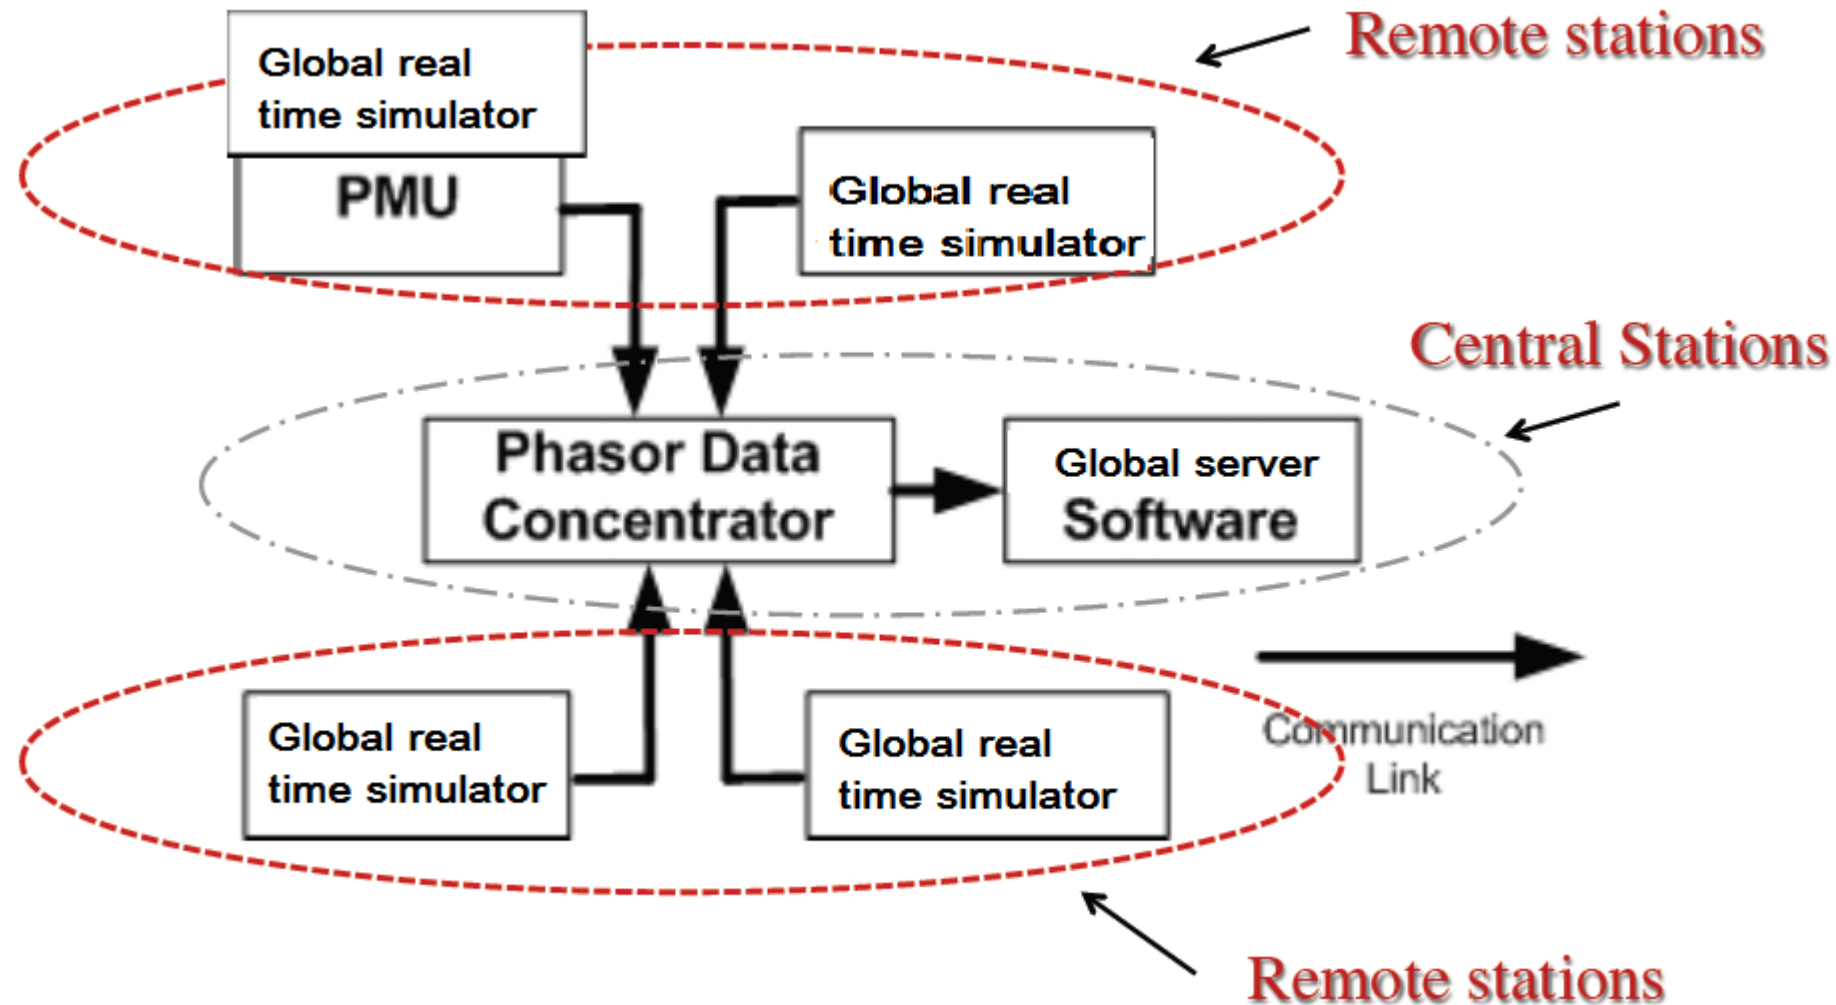 Remote stations
Global real
time simulator
PMU
Global real
time simulator
Central Stations
Phasor Data
Concentrator
Global server
Software
Global real
time simulator
Global real
time simulator
Communication
Link
Remote stations